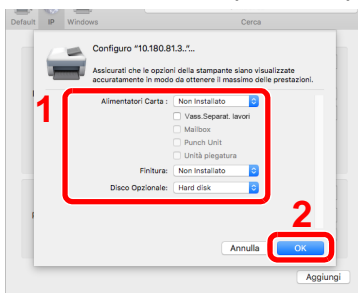 Default IP Windows Cerca
Configuro "10.180.81.3.."...
Assicurati che le opzioni della stampante siano visualizzate
accuratamente in modo da ottenere il massimo delle prestazioni.
1
Alimentatori Carta : Non Installato
Vass.Separat. lavori
Mailbox
Punch Unit
Unità piegatura
Finitura: Non Installato
Disco Opzionale: Hard disk
2
Annulla OK
Aggiungi